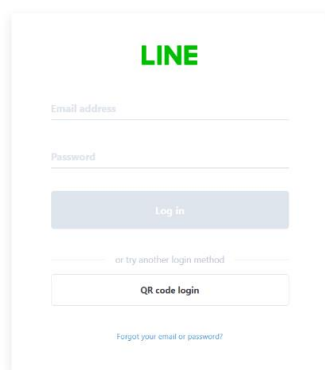 LINE
Email address
Password
Log in
or try another login method
QR code login
Forgot your email or password?